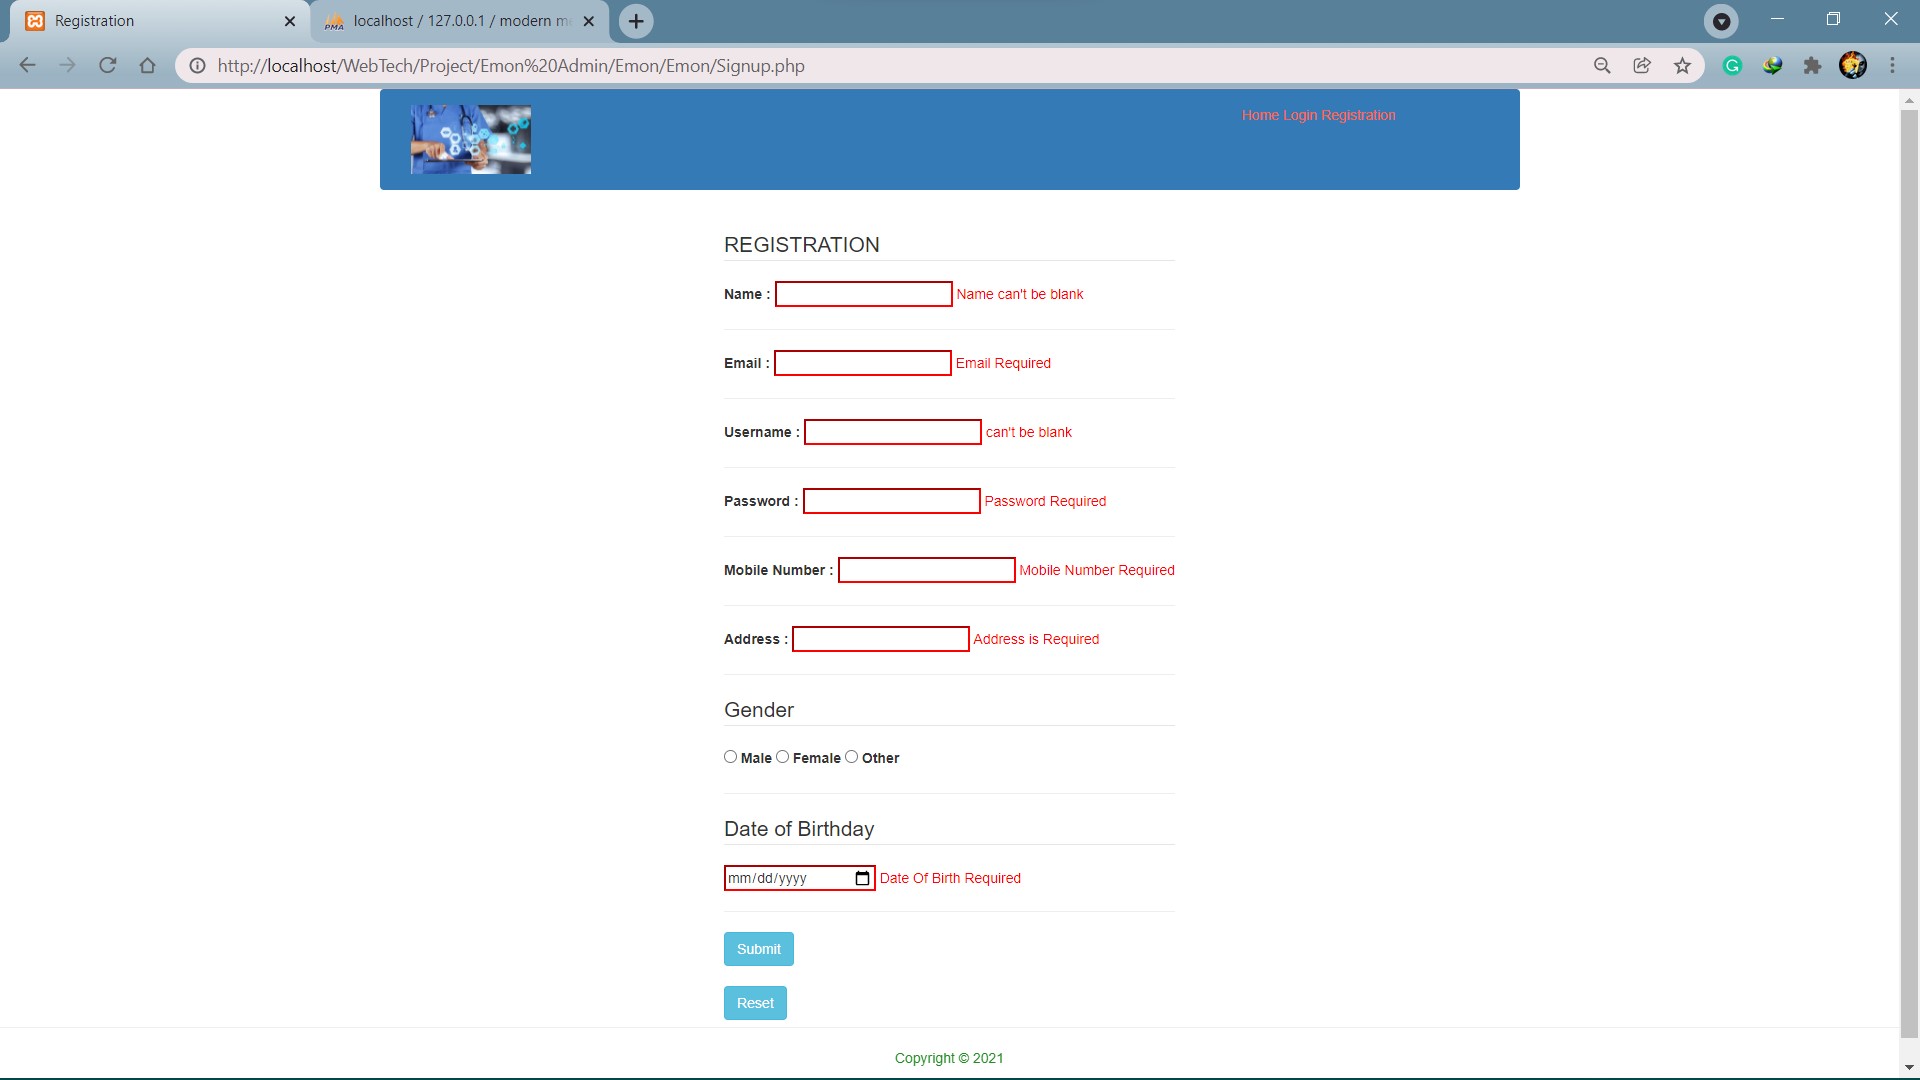 Registration
PMA
localhost / 127.0.0.1 / modern m
http://localhost/WebTech/Project/Emon%20Admin/Emon/Emon/Signup.php
Home Login Registration
REGISTRATION
Name : Name can't be blank
Email : Email Required
Username : can't be blank
Password : Password Required
Mobile Number : Mobile Number Required
Address : Address is Required
Gender
Male Female Other
Date of Birthday
mm/dd/yyyy Date Of Birth Required
Submit
Reset
Copyright © 2021